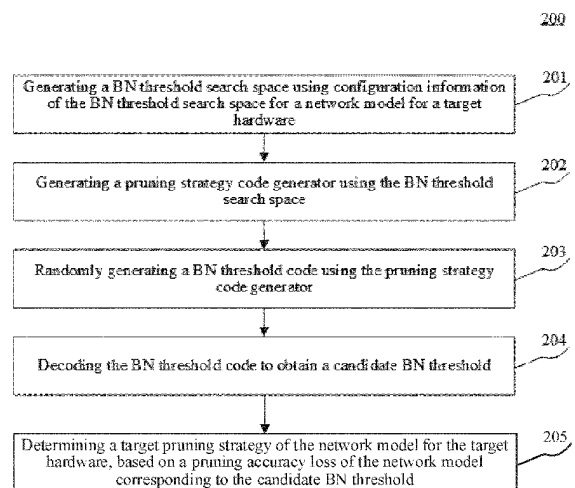 200
201
Generating a BN threshold search space using configuration information
of the BN threshold search space for a network model for a target
hardware
202
Generating a pruning strategy code generator using the BN threshold
search space
203
Randomly generating a BN threshold code using the pruning strategy
code generator
204
Decoding the BN threshold code to obtain a candidate BN threshold
205
Determining a target pruning strategy of the network model for the target
hardware, based on a pruning accuracy loss of the network model
corresponding to the candidate BN threshold